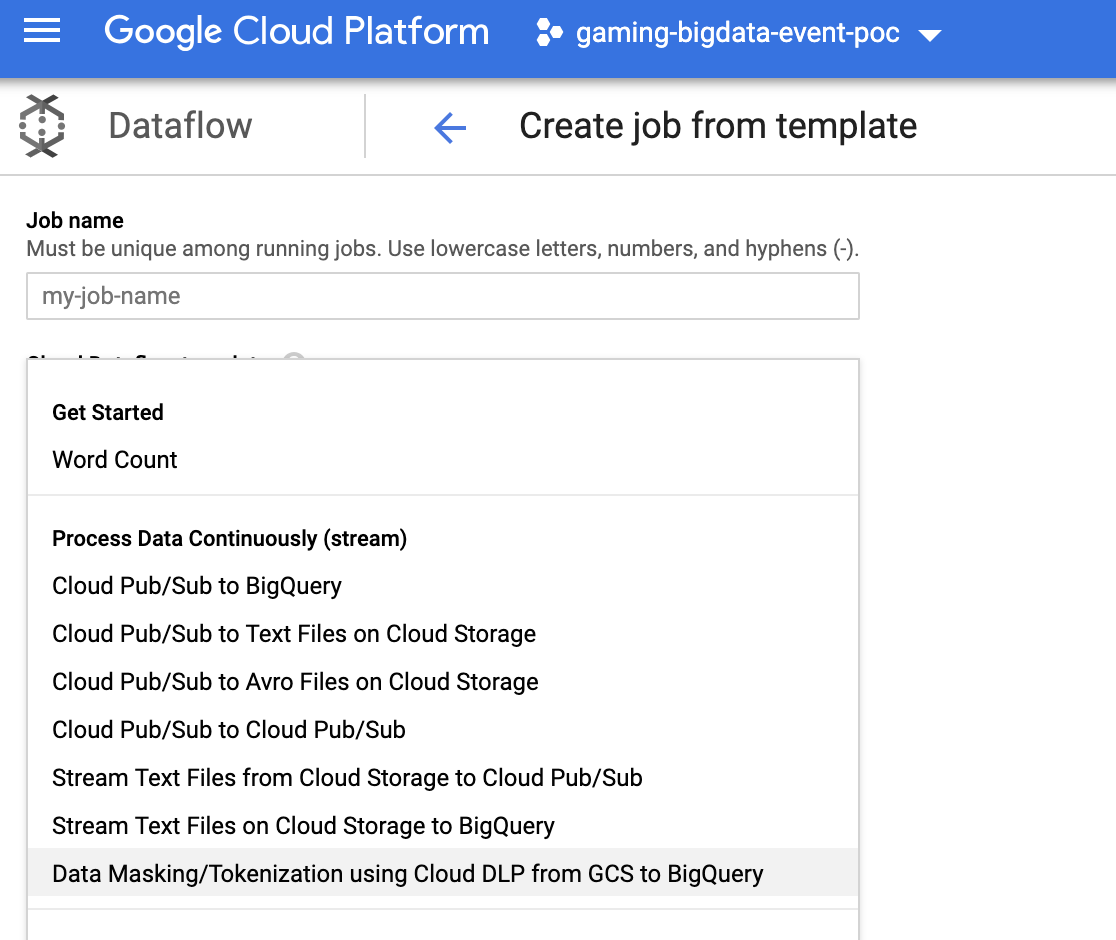 Google Cloud Platform gaming-bigdata-event-poc
Dataflow Create job from template
Job name
Must be unique among running jobs. Use lowercase letters, numbers, and hyphens (-).
my-job-name
Get Started
Word Count
Process Data Continuously (stream)
Cloud Pub/Sub to BigQuery
Cloud Pub/Sub to Text Files on Cloud Storage
Cloud Pub/Sub to Avro Files on Cloud Storage
Cloud Pub/Sub to Cloud Pub/Sub
Stream Text Files from Cloud Storage to Cloud Pub/Sub
Stream Text Files on Cloud Storage to BigQuery
Data Masking/Tokenization using Cloud DLP from GCS to BigQuery